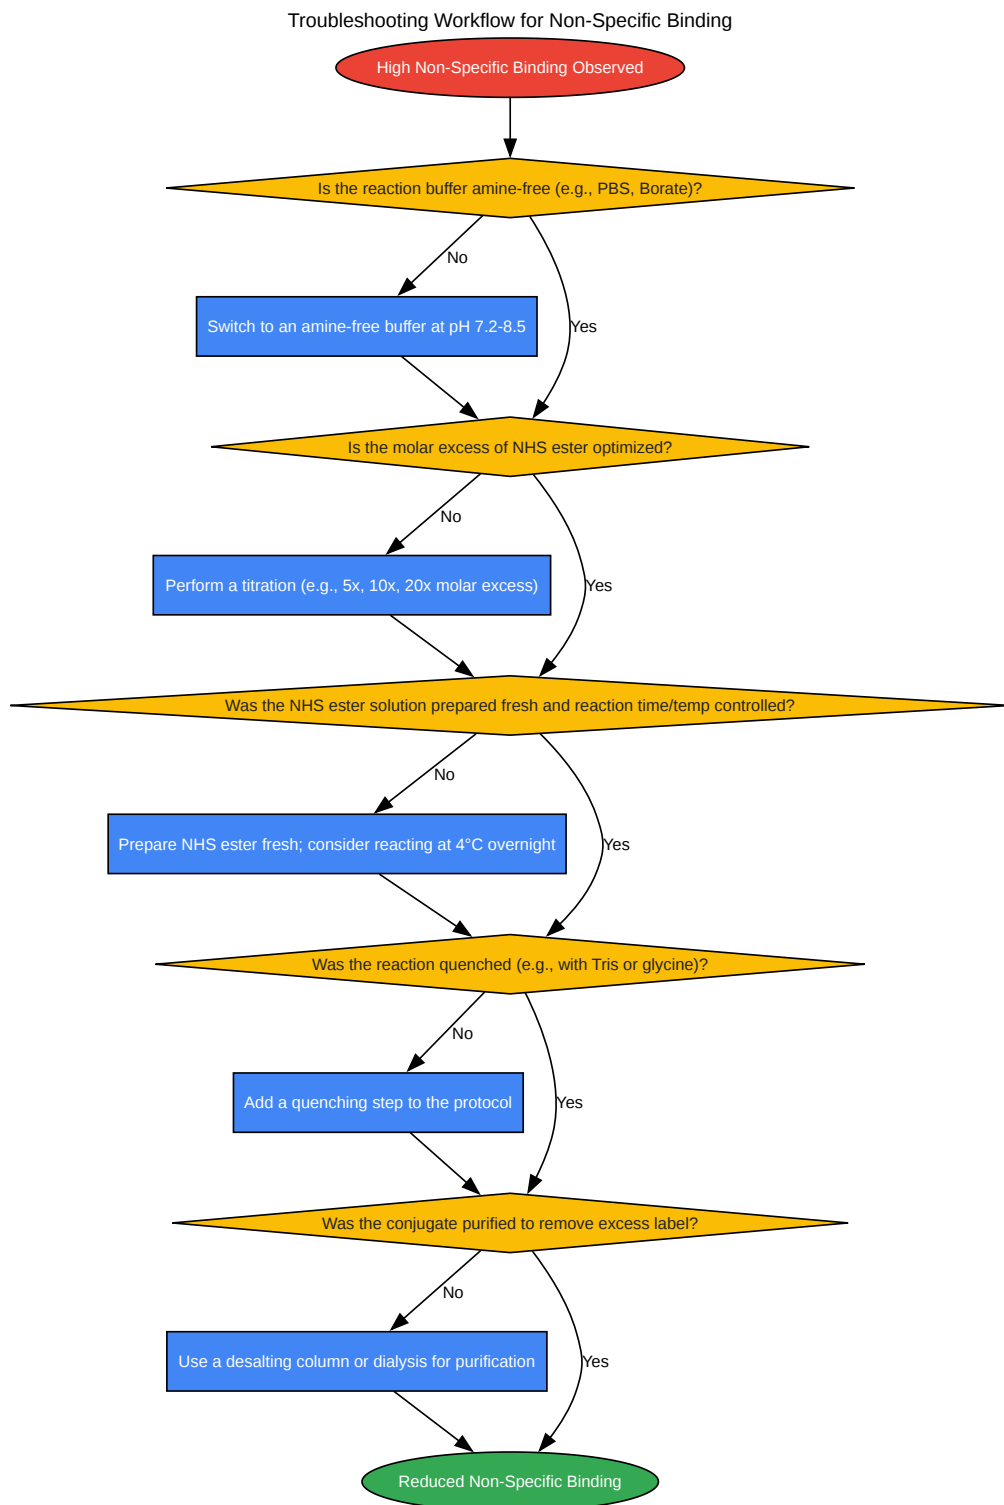 Troubleshooting Workflow for Non-Specific Binding
High Non-Specific Binding Observed
Is the reaction buffer amine-free (e.g., PBS, Borate)?
No
Switch to an amine-free buffer at pH 7.2-8.5
Yes
Is the molar excess of NHS ester optimized?
No
Perform a titration (e.g., 5x, 10x, 20x molar excess)
Yes
Was the NHS ester solution prepared fresh and reaction time/temp controlled?
No
Prepare NHS ester fresh; consider reacting at 4°C overnight
Yes
Was the reaction quenched (e.g., with Tris or glycine)?
No
Add a quenching step to the protocol
Yes
Was the conjugate purified to remove excess label?
No
Use a desalting column or dialysis for purification
Yes
Reduced Non-Specific Binding